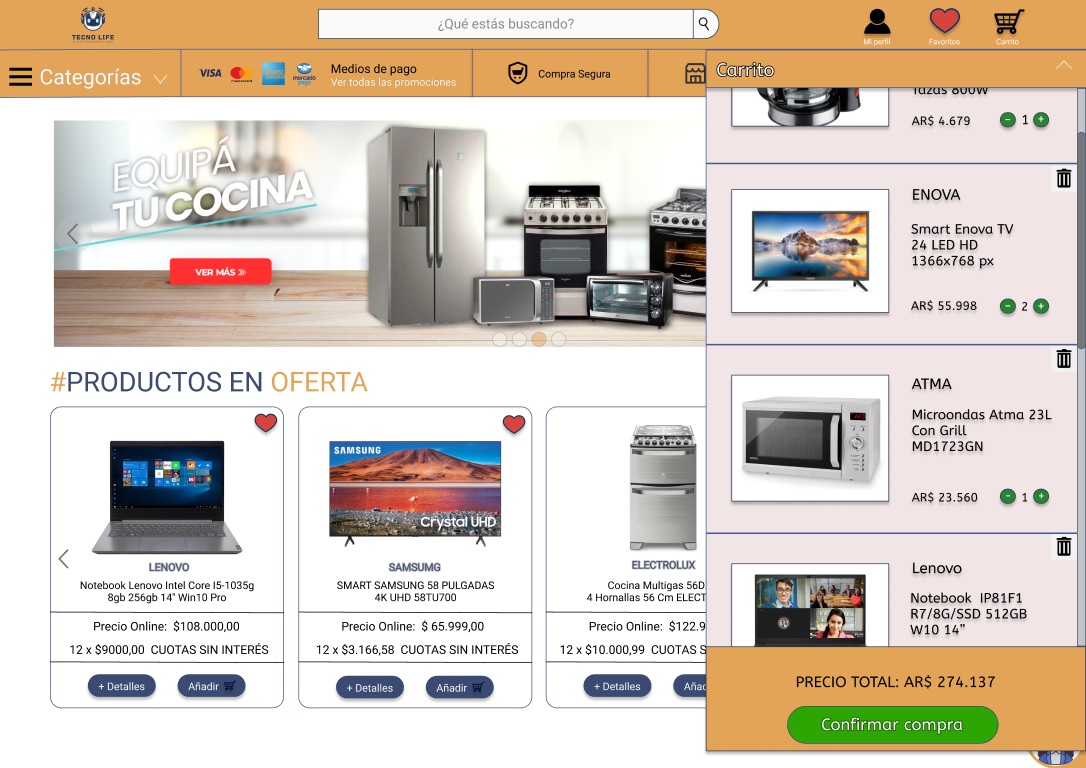 TECNO LIFE
¿Qué estás buscando?
Mi perfil
Favoritos
Carrito
Categorías
VISA
mercado
pago
Medios de pago
Ver todas las promociones
Compra Segura
Carrito
EQUIPÁ
TU COCINA
VER MÁS
#PRODUCTOS EN OFERTA
LENOVO
Notebook Lenovo Intel Core I5-1035g
8gb 256gb 14" Win10 Pro
Precio Online: $108.000,00
12 x $9000,00 CUOTAS SIN INTERÉS
+ Detalles
Añadir
SAMSUNG
Crystal UHD
SAMSUMG
SMART SAMSUNG 58 PULGADAS
4K UHD 58TU700
Precio Online: $ 65.999,00
12 x $3.166,58 CUOTAS SIN INTERÉS
+ Detalles
Añadir
ELECTROLUX
Cocina Multigas 56D
4 Hornallas 56 Cm ELECT
Precio Online: $122.9
12 x $10.000,99 CUOTAS S
+ Detalles
Añac
Tazas 800W
AR$ 4.679
- 1 +
ENOVA
Smart Enova TV
24 LED HD
1366x768 px
AR$ 55.998
- 2 +
ATMA
Microondas Atma 23L
Con Grill
MD1723GN
AR$ 23.560
- 1 +
Lenovo
Notebook IP81F1
R7/8G/SSD 512GB
W10 14”
PRECIO TOTAL: AR$ 274.137
Confirmar compra